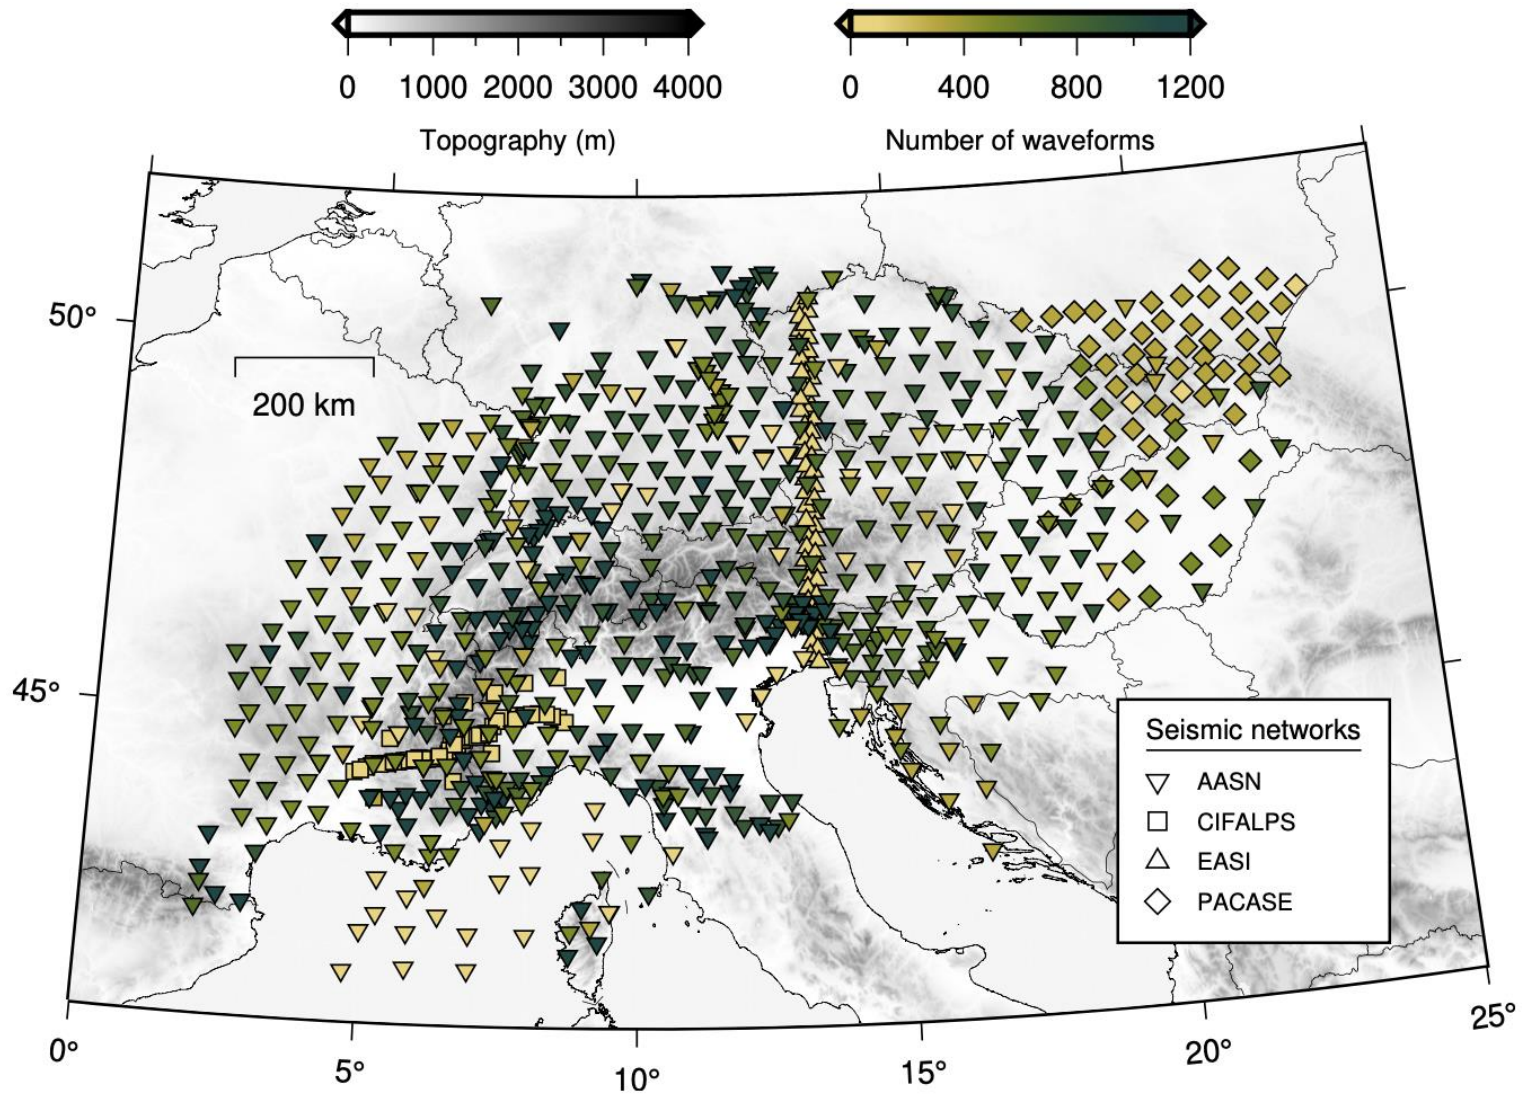 0 1000 2000 3000 4000
Topography (m)
0 400 800 1200
Number of waveforms
50°
200 km
45°
Seismic networks
AASN
CIFALPS
EASI
PACASE
0°
5°
10°
15°
20°
25°